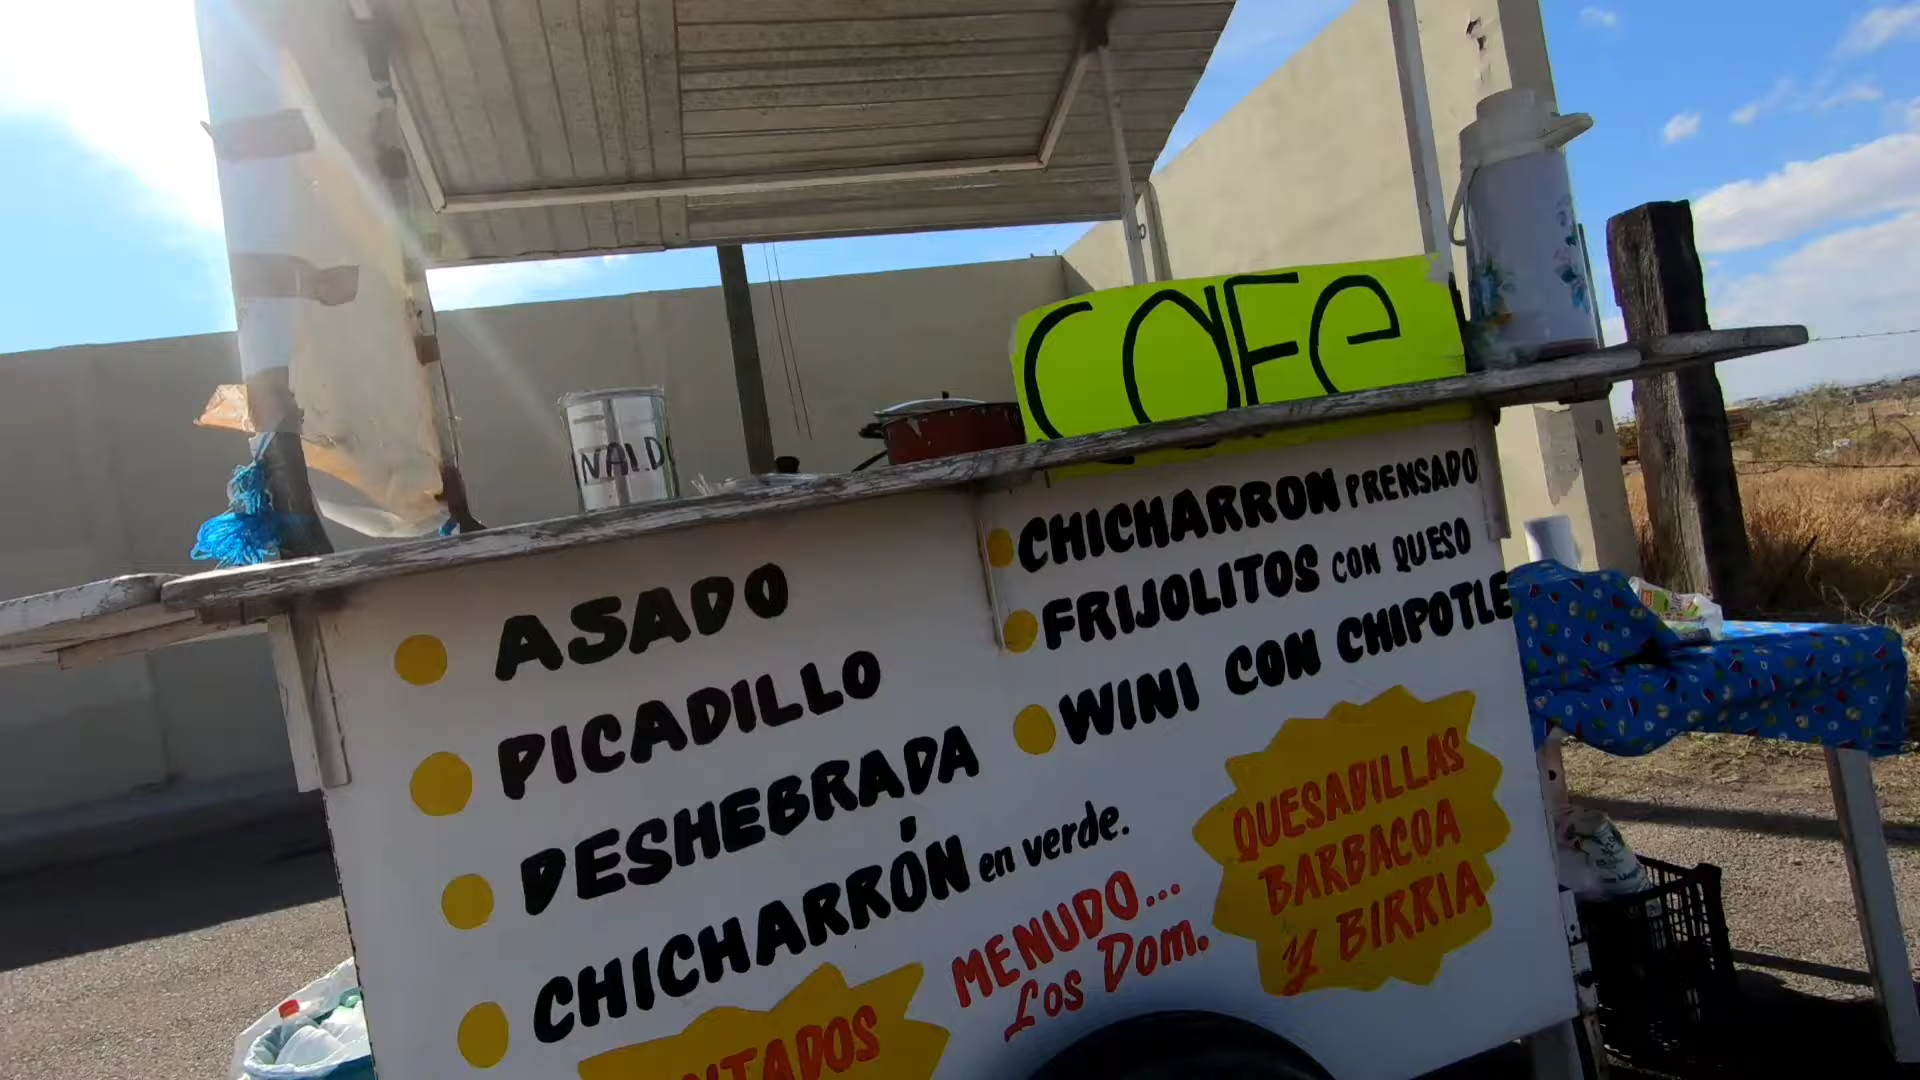 CAFE
ASADO
PICADILLO
DESHEBRADA
CHICHARRÓN en verde.
CHICHARRON PRENSADO
FRIJOLITOS CON QUESO
WINI CON CHIPOTLE
MENUDO...
Los Dom.
QUESADILLAS
BARBACOA
Y BIRRIA